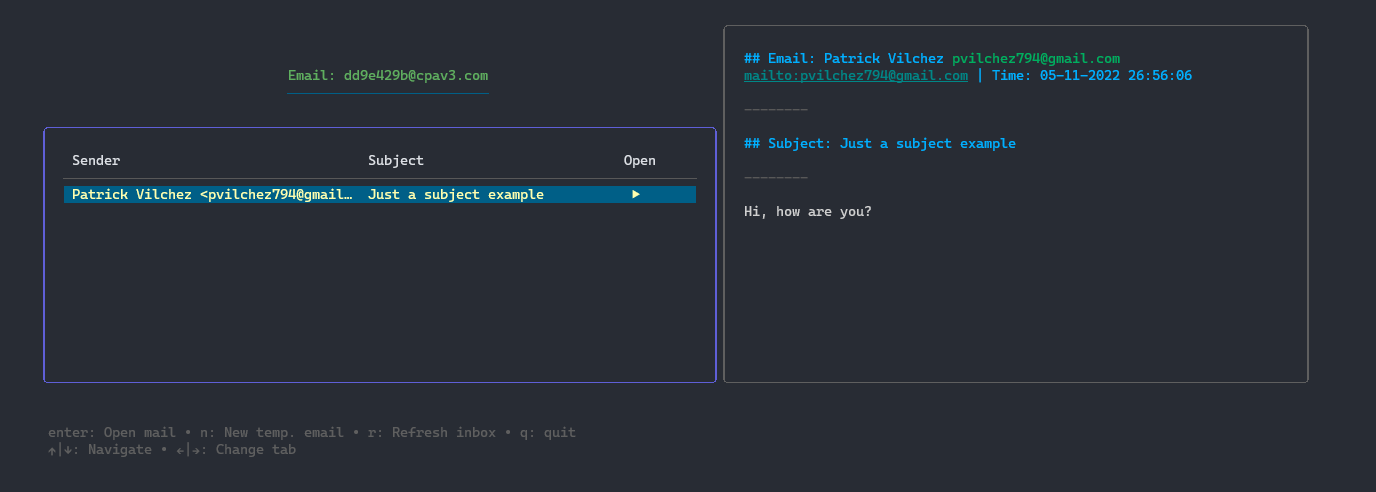 Email: dd9e429b@cpav3.com
Sender Subject Open
Patrick Vilchez <pvilchez794@gmail… Just a subject example ▶
enter: Open mail • n: New temp. email • r: Refresh inbox • q: quit
↑|↓: Navigate • ←|→: Change tab
## Email: Patrick Vilchez pvilchez794@gmail.com
mailto:pvilchez794@gmail.com | Time: 05-11-2022 26:56:06
--------
## Subject: Just a subject example
--------
Hi, how are you?